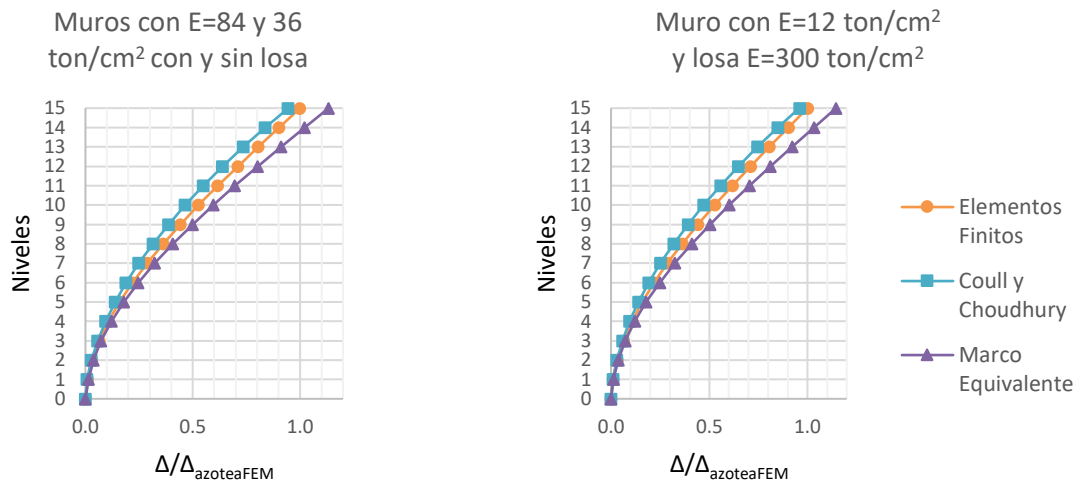 Muros con E=84 y 36
ton/cm² con y sin losa
15
14
13
12
11
10
9
8
7
6
5
4
3
2
1
0
Niveles
0.0 0.5 1.0
Δ/Δazotea​FEM
Muro con E=12 ton/cm²
y losa E=300 ton/cm²
15
14
13
12
11
10
9
8
7
6
5
4
3
2
1
0
Niveles
0.0 0.5 1.0
Δ/ΔazoteaFEM
Elementos
Finitos
Coull y
Choudhury
Marco
Equivalente